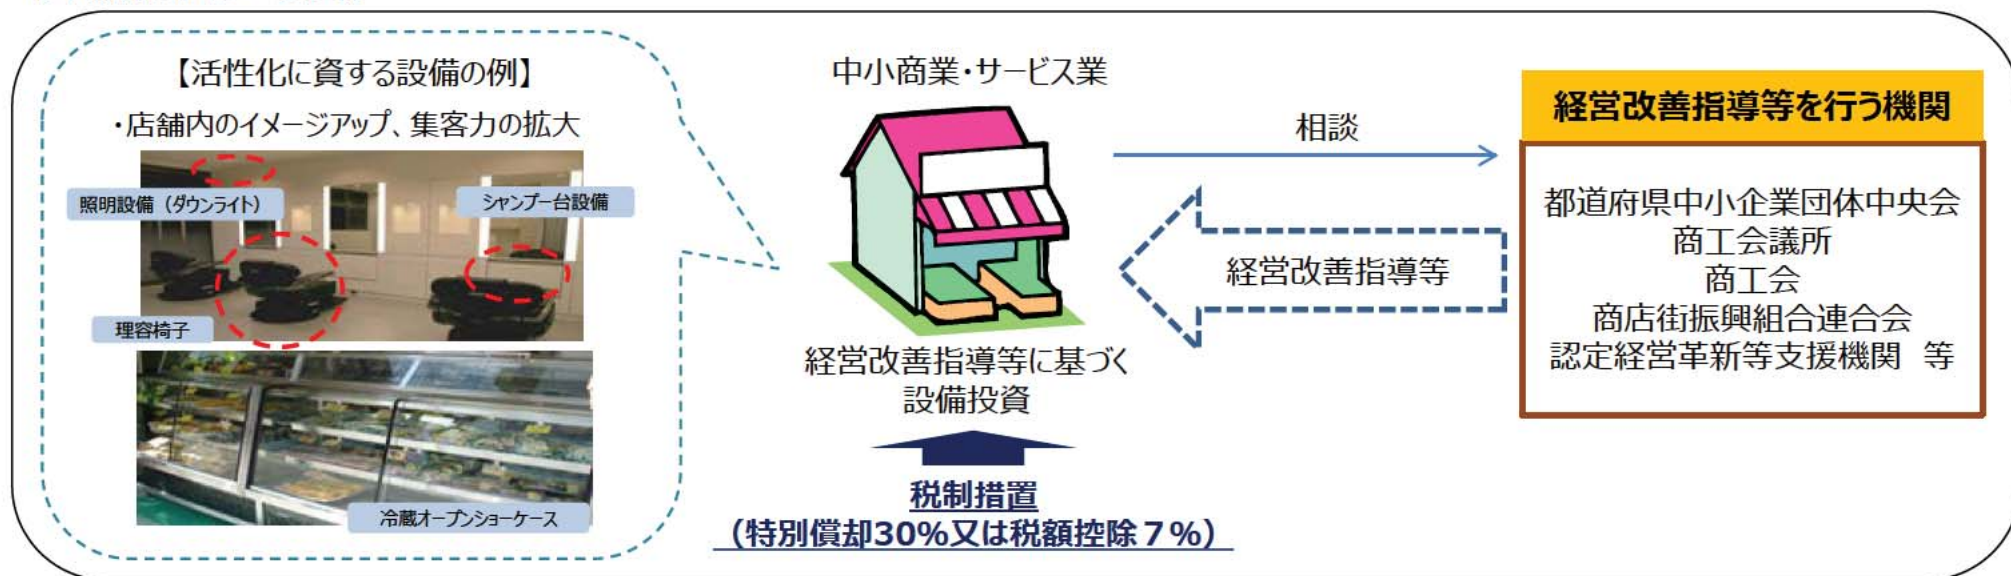 【活性化に資する設備の例】
・店舗内のイメージアップ、集客力の拡大
照明設備（ダウンライト）
シャンプー台設備
理容椅子
冷蔵オープンショーケース
中小商業・サービス業
経営改善指導等に基づく
設備投資
税制措置
（特別償却30%又は税額控除７%）
相談
経営改善指導等
経営改善指導等を行う機関
都道府県中小企業団体中央会
商工会議所
商工会
商店街振興組合連合会
認定経営革新等支援機関　等